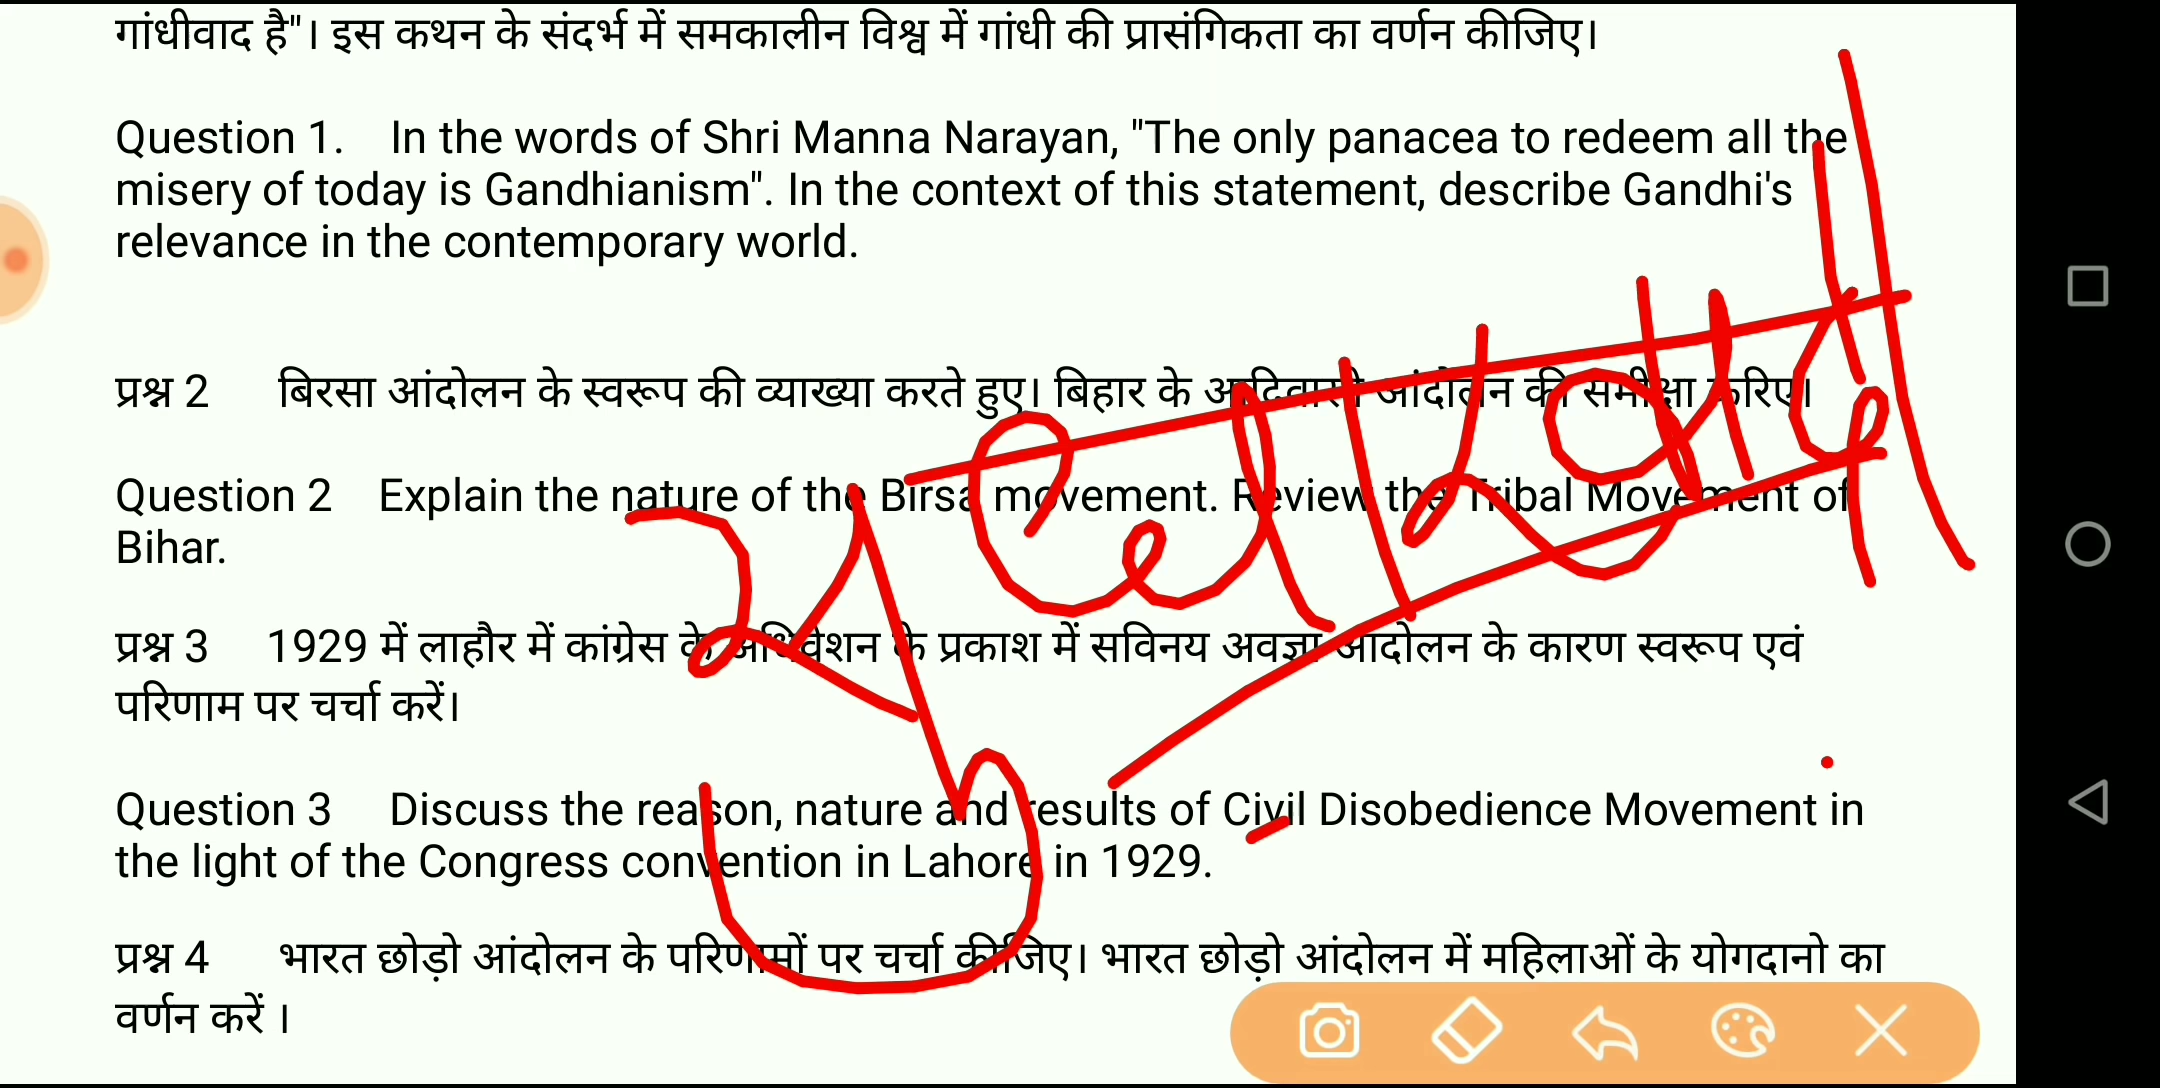 गांधीवाद है"। इस कथन के संदर्भ में समकालीन विश्व में गांधी की प्रासंगिकता का वर्णन कीजिए।
Question 1. In the words of Shri Manna Narayan, "The only panacea to redeem all the
misery of today is Gandhianism". In the context of this statement, describe Gandhi's
relevance in the contemporary world.
प्रश्न 2 बिरसा आंदोलन के स्वरूप की व्याख्या करते हुए। बिहार के आदिवासी आंदोलन की समीक्षा करिए।
Question 2 Explain the nature of the Birsa movement. Review the Tribal Movement of
Bihar.
प्रश्न 3 1929 में लाहौर में कांग्रेस के अधिवेशन के प्रकाश में सविनय अवज्ञा आंदोलन के कारण स्वरूप एवं
परिणाम पर चर्चा करें।
Question 3 Discuss the reason, nature and results of Civil Disobedience Movement in
the light of the Congress convention in Lahore in 1929.
प्रश्न 4 भारत छोड़ो आंदोलन के परिणामों पर चर्चा कीजिए। भारत छोड़ो आंदोलन में महिलाओं के योगदानो का
वर्णन करें ।